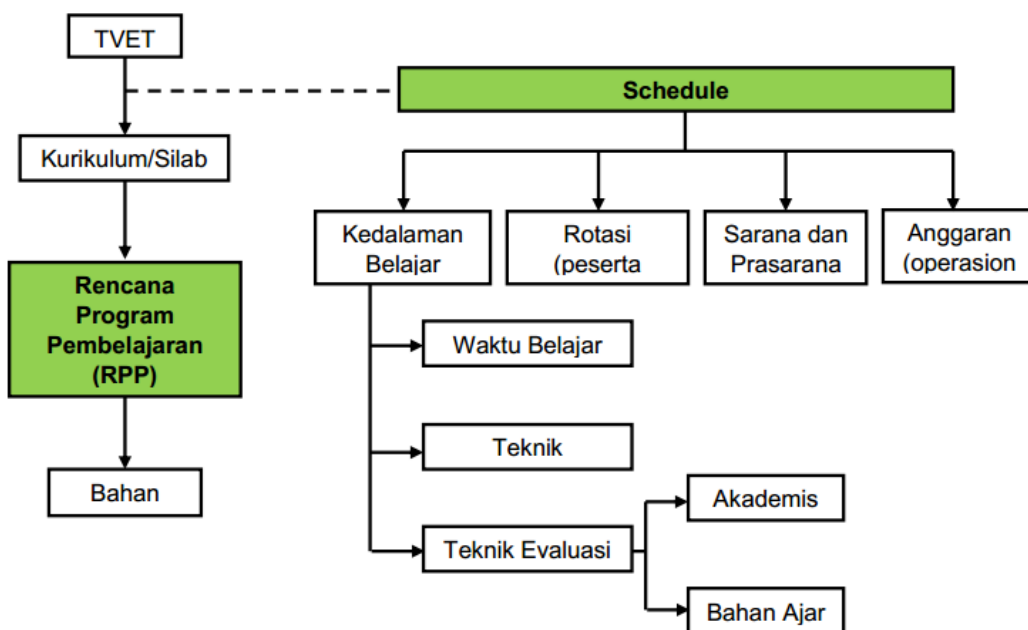 TVET
Schedule
Kurikulum/Silab
Kedalaman
Belajar
Rotasi
(peserta
Sarana dan
Prasarana
Anggaran
(operasion
Rencana
Program
Pembelajaran
(RPP)
Waktu Belajar
Teknik
Bahan
Akademis
Teknik Evaluasi
Bahan Ajar